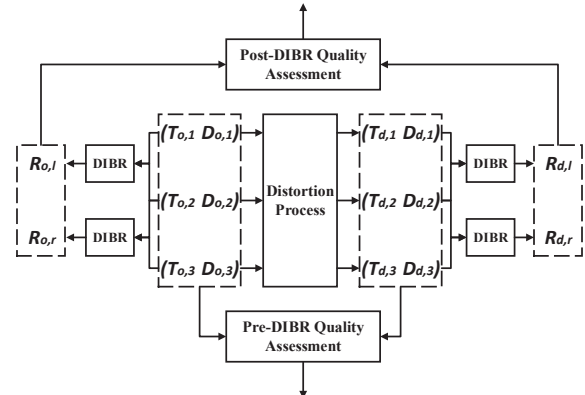 Post-DIBR Quality
Assessment
(To,1 Do,1)
(Td,1 Dd,1)
Ro,l
DIBR
DIBR
Rd,l
Distortion
Process
(To,2 Do,2)
(Td,2 Dd,2)
Ro,r
DIBR
DIBR
Rd,r
(To,3 Do,3)
(Td,3 Dd,3)
Pre-DIBR Quality
Assessment